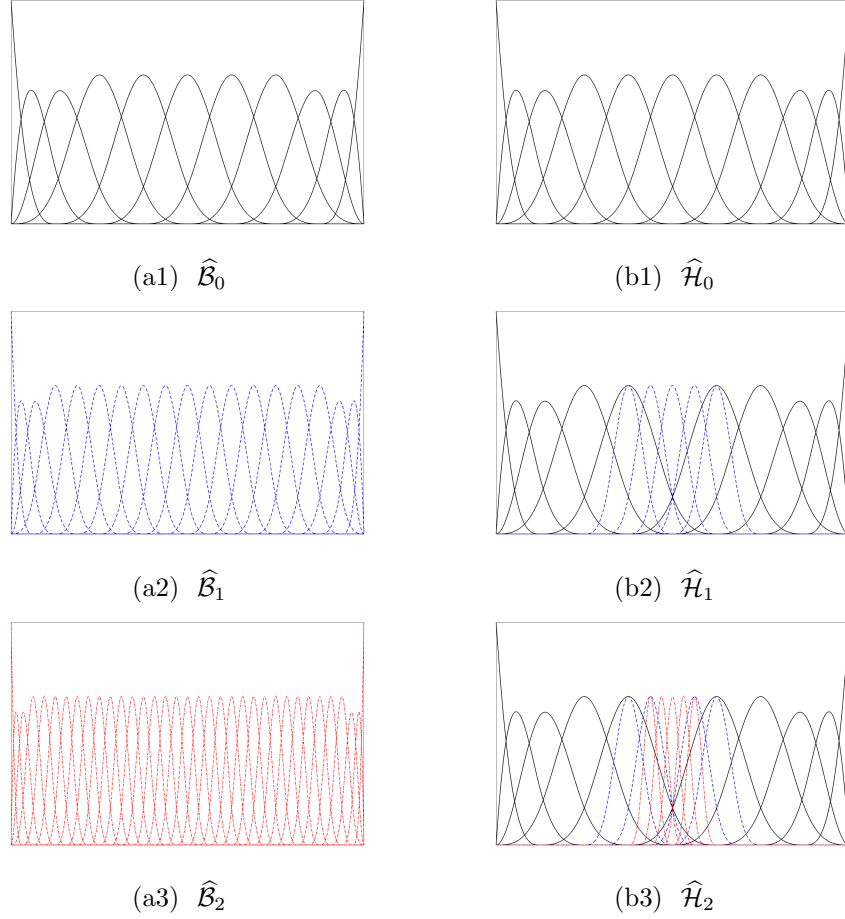 (a1) $\widehat{\mathcal{B}}_0$
(b1) $\widehat{\mathcal{H}}_0$
(a2) $\widehat{\mathcal{B}}_1$
(b2) $\widehat{\mathcal{H}}_1$
(a3) $\widehat{\mathcal{B}}_2$
(b3) $\widehat{\mathcal{H}}_2$